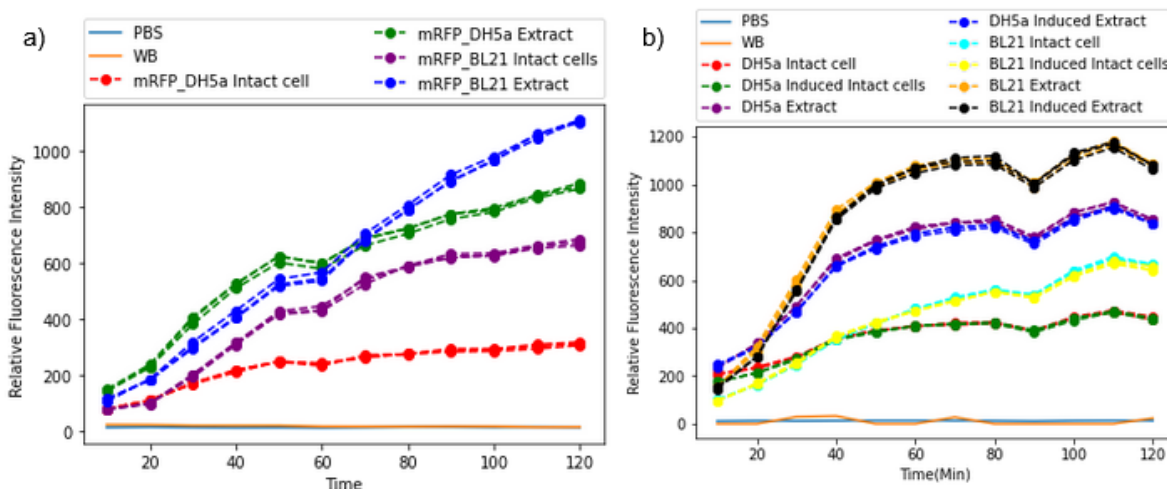 a)
PBS
WB
mRFP_DH5a Intact cell
mRFP_DH5a Extract
mRFP_BL21 Intact cells
mRFP_BL21 Extract
Relative Fluorescence Intensity
1000
800
600
400
200
0
20 40 60 80 100 120
Time
b)
PBS
WB
DH5a Intact cell
DH5a Induced Intact cells
DH5a Extract
DH5a Induced Extract
BL21 Intact cell
BL21 Induced Intact cells
BL21 Extract
BL21 Induced Extract
Relative Fluorescence Intensity
1200
1000
800
600
400
200
0
20 40 60 80 100 120
Time(Min)